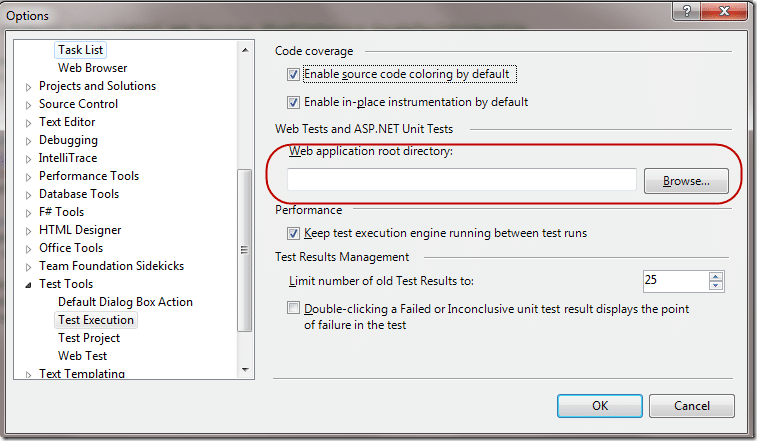 Options
Task List
Web Browser
Projects and Solutions
Source Control
Text Editor
Debugging
IntelliTrace
Performance Tools
Database Tools
F# Tools
HTML Designer
Office Tools
Team Foundation Sidekicks
Test Tools
Default Dialog Box Action
Test Execution
Test Project
Web Test
Text Templating
Code coverage
Enable source code coloring by default
Enable in-place instrumentation by default
Web Tests and ASP.NET Unit Tests
Web application root directory:
Browse...
Performance
Keep test execution engine running between test runs
Test Results Management
Limit number of old Test Results to:
25
Double-clicking a Failed or Inconclusive unit test result displays the point
of failure in the test
OK
Cancel